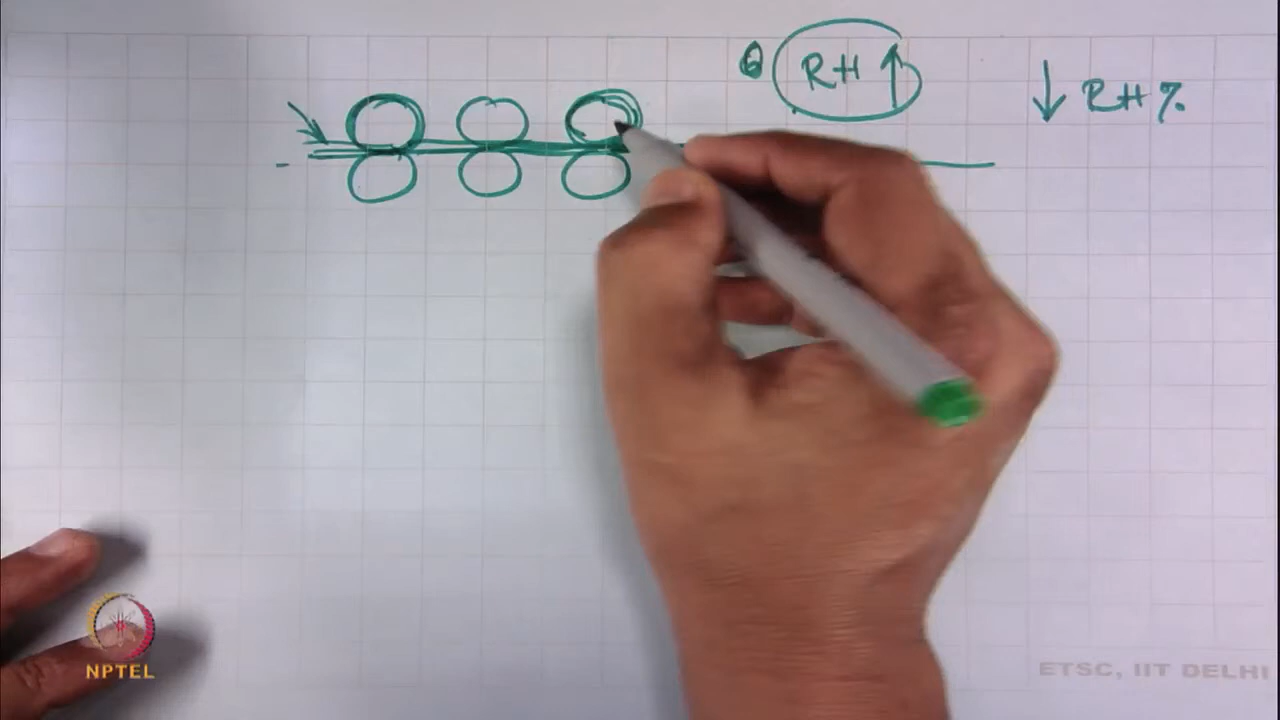 RH ↑
↓ RH %
NPTEL
ETSC, IIT DELHI